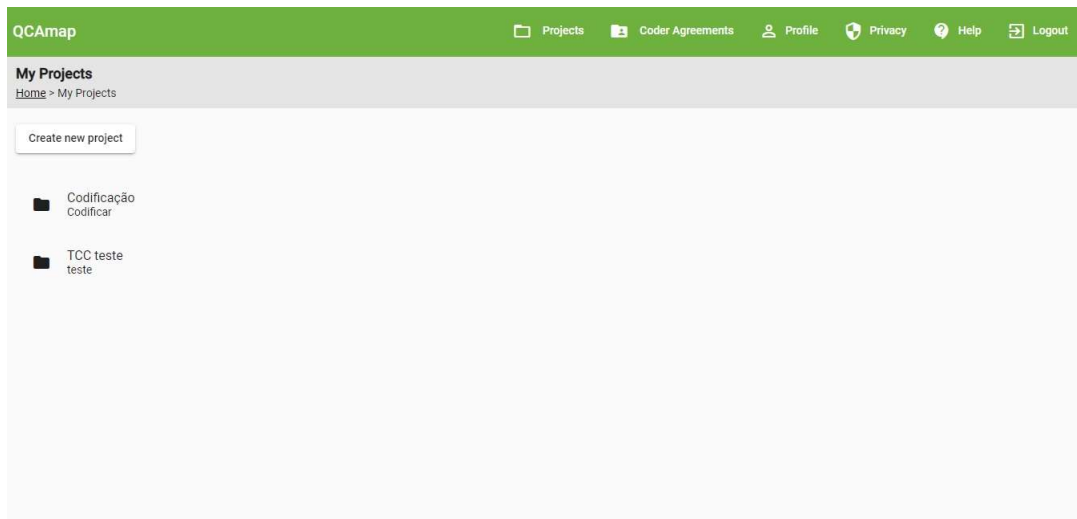 QCAmap Projects Coder Agreements Profile Privacy Help Logout
My Projects
Home > My Projects
Create new project
Codificação
Codificar
TCC teste
teste